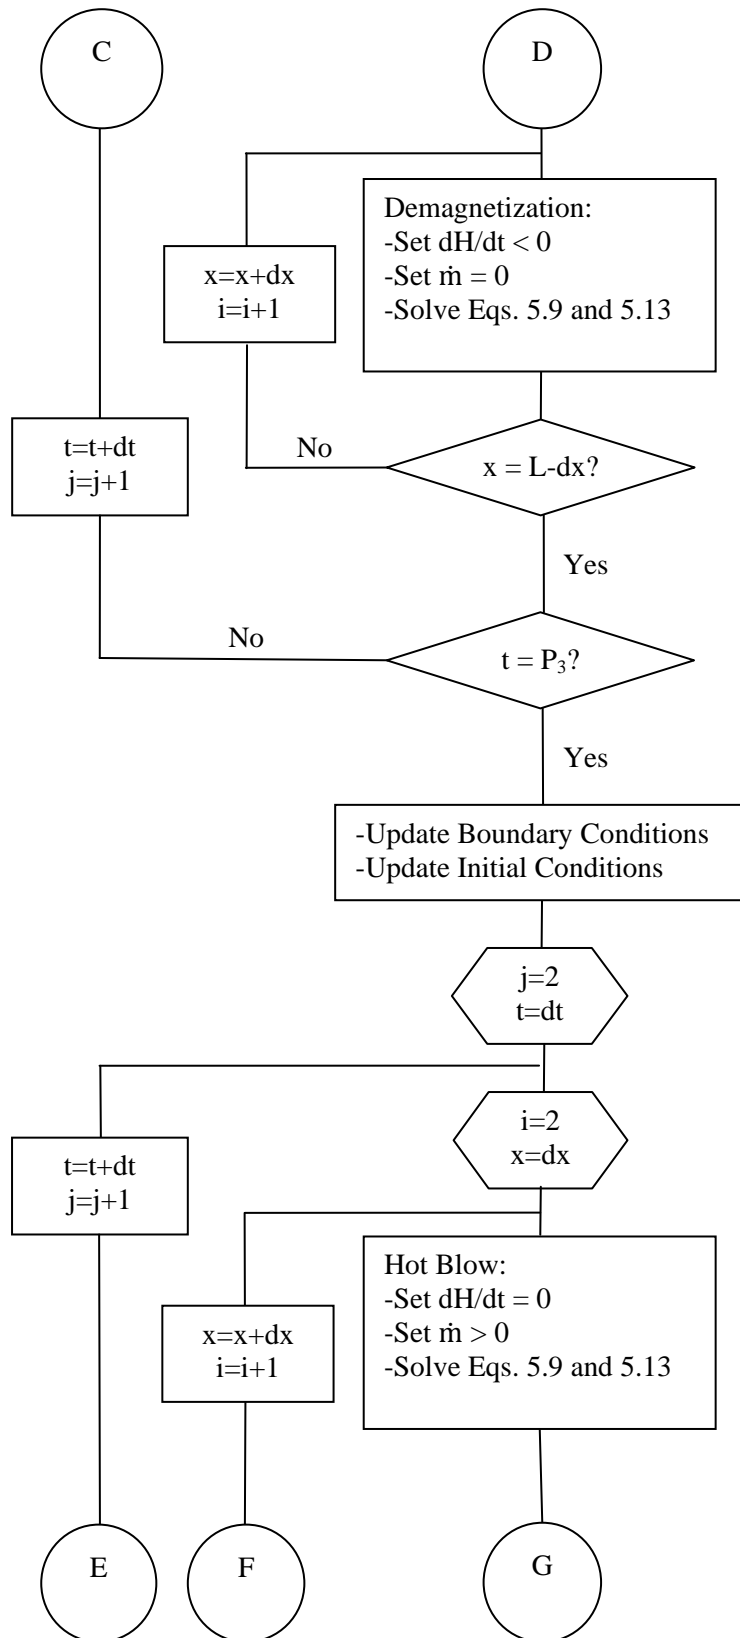 C
D
Demagnetization:
-Set dH/dt < 0
-Set ṁ = 0
-Solve Eqs. 5.9 and 5.13
x=x+dx
i=i+1
t=t+dt
j=j+1
No
x = L-dx?
Yes
No
t = P₃?
Yes
-Update Boundary Conditions
-Update Initial Conditions
j=2
t=dt
i=2
x=dx
t=t+dt
j=j+1
Hot Blow:
-Set dH/dt = 0
-Set ṁ > 0
-Solve Eqs. 5.9 and 5.13
x=x+dx
i=i+1
E
F
G